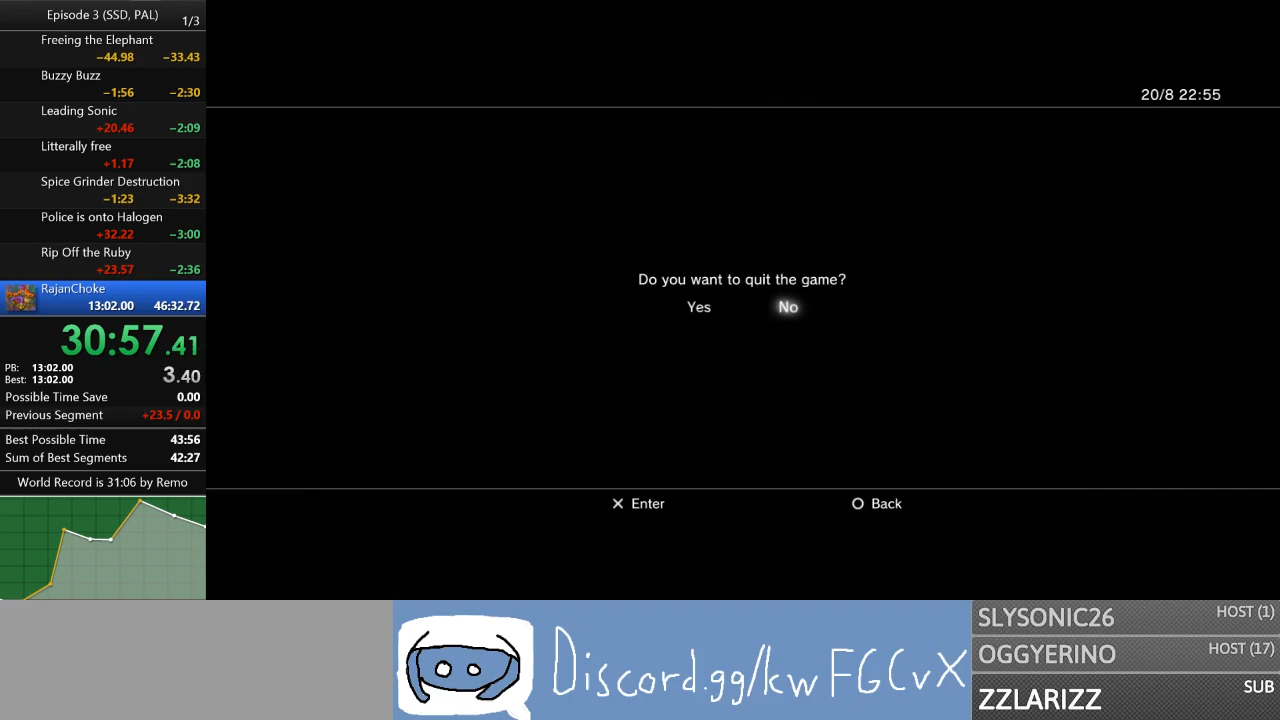 Episode 3 (SSD, PAL)
1/3
Freeing the Elephant
−44.98 −33.43
Buzzy Buzz
−1:56 −2:30
Leading Sonic
+20.46 −2:09
Litterally free
+1.17 −2:08
Spice Grinder Destruction
−1:23 −3:32
Police is onto Halogen
+32.22 −3:00
Rip Off the Ruby
+23.57 −2:36
RajanChoke
13:02.00 46:32.72
30:57.41
PB: 13:02.00
Best: 13:02.00
3.40
Possible Time Save 0.00
Previous Segment +23.5 / 0.0
Best Possible Time 43:56
Sum of Best Segments 42:27
World Record is 31:06 by Remo
20/8 22:55
Do you want to quit the game?
Yes No
X Enter O Back
Discord.gg/kwFGCvX
SLYSONIC26 HOST (1)
OGGYERINO HOST (17)
ZZLARIZZ SUB